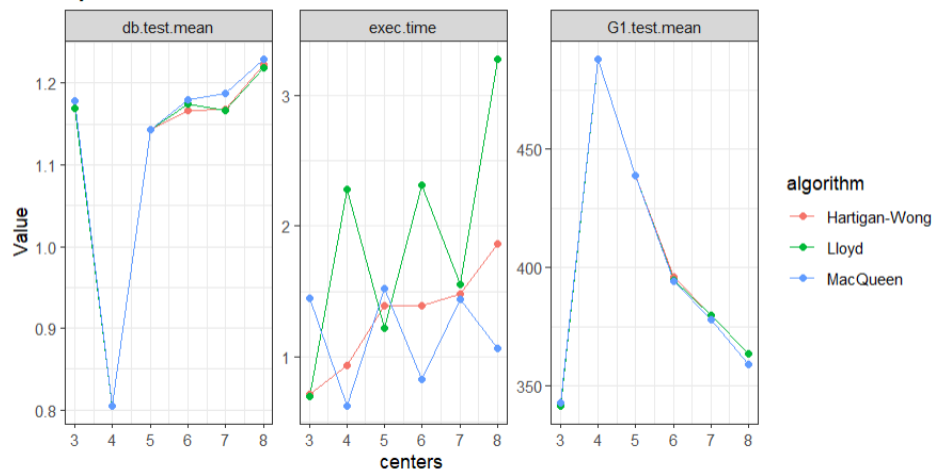 db.test.mean
exec.time
G1.test.mean
1.2
1.1
1.0
0.9
0.8
3
2
1
450
400
350
Value
3 4 5 6 7 8
3 4 5 6 7 8
3 4 5 6 7 8
centers
algorithm
Hartigan-Wong
Lloyd
MacQueen